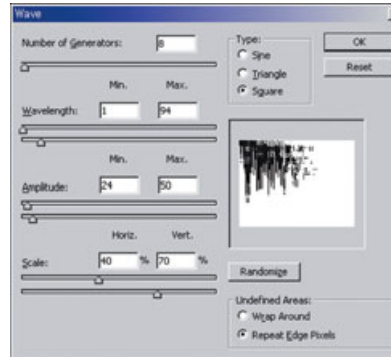 Wave
Number of Generators: 8
Min. Max.
Wavelength: 1 94
Min. Max.
Amplitude: 24 50
Horiz. Vert.
Scale: 40 % 70 %
Type:
Sine
Triangle
Square
OK
Reset
Randomize
Undefined Areas:
Wrap Around
Repeat Edge Pixels